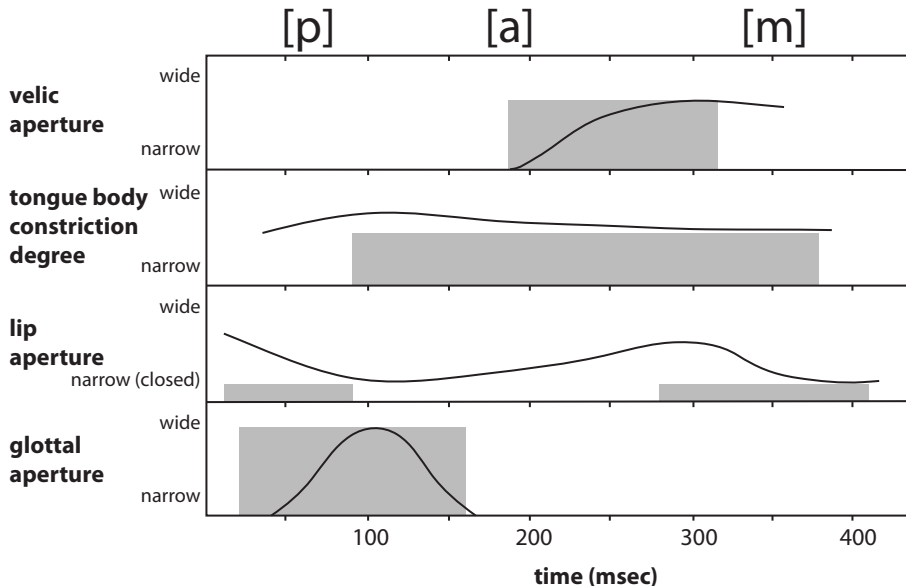 [p] [a] [m]
velic
aperture
wide
narrow
tongue body
constriction
degree
wide
narrow
lip
aperture
wide
narrow (closed)
glottal
aperture
wide
narrow
100 200 300 400
time (msec)